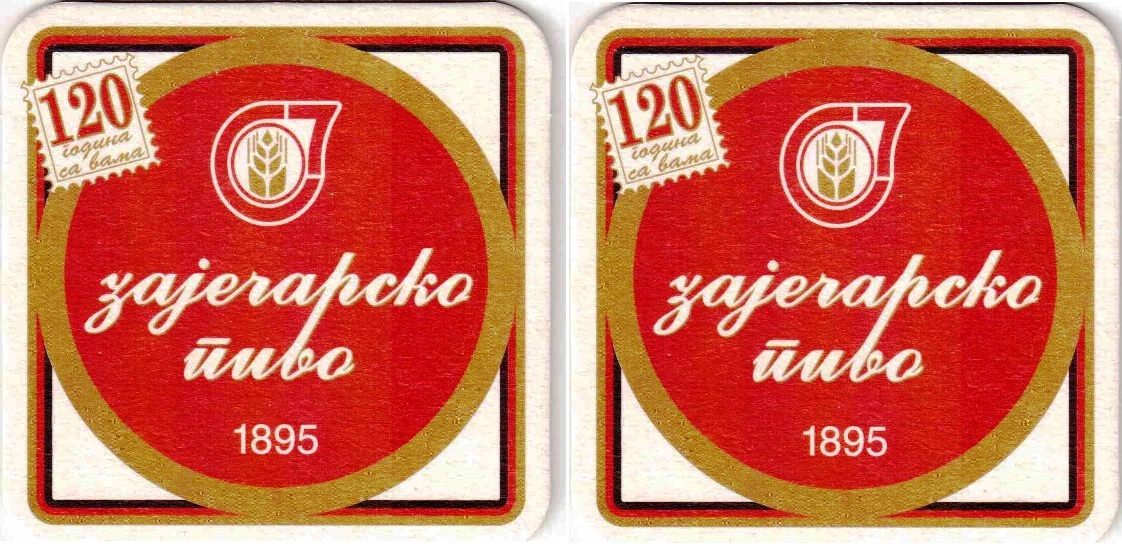 120
година
са вама
зајечарско
пиво
1895
120
година
са вама
зајечарско
пиво
1895